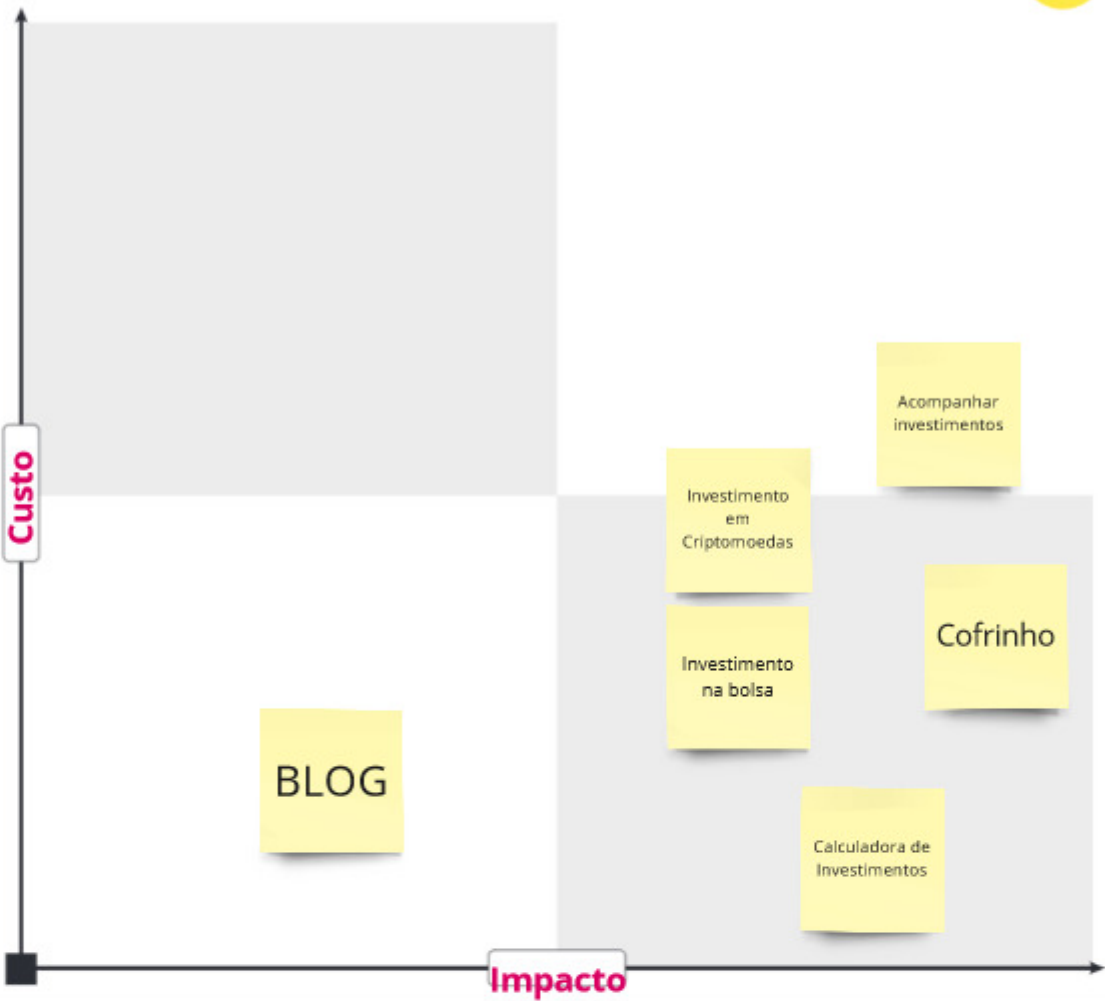 Custo
Acompanhar
investimentos
Investimento
em
Criptomoedas
Cofrinho
Investimento
na bolsa
BLOG
Calculadora de
Investimentos
Impacto